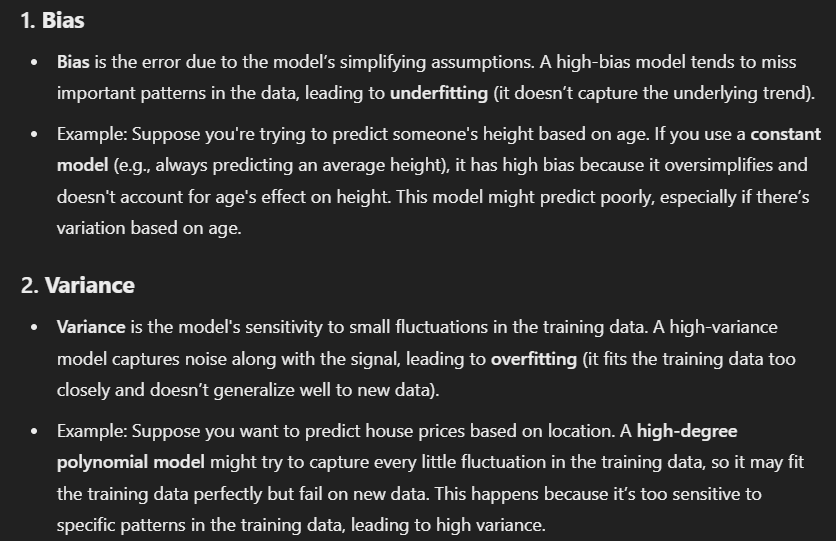 1. Bias
• Bias is the error due to the model’s simplifying assumptions. A high-bias model tends to miss
important patterns in the data, leading to underfitting (it doesn’t capture the underlying trend).
• Example: Suppose you're trying to predict someone's height based on age. If you use a constant
model (e.g., always predicting an average height), it has high bias because it oversimplifies and
doesn't account for age's effect on height. This model might predict poorly, especially if there’s
variation based on age.
2. Variance
• Variance is the model's sensitivity to small fluctuations in the training data. A high-variance
model captures noise along with the signal, leading to overfitting (it fits the training data too
closely and doesn’t generalize well to new data).
• Example: Suppose you want to predict house prices based on location. A high-degree
polynomial model might try to capture every little fluctuation in the training data, so it may fit
the training data perfectly but fail on new data. This happens because it’s too sensitive to
specific patterns in the training data, leading to high variance.